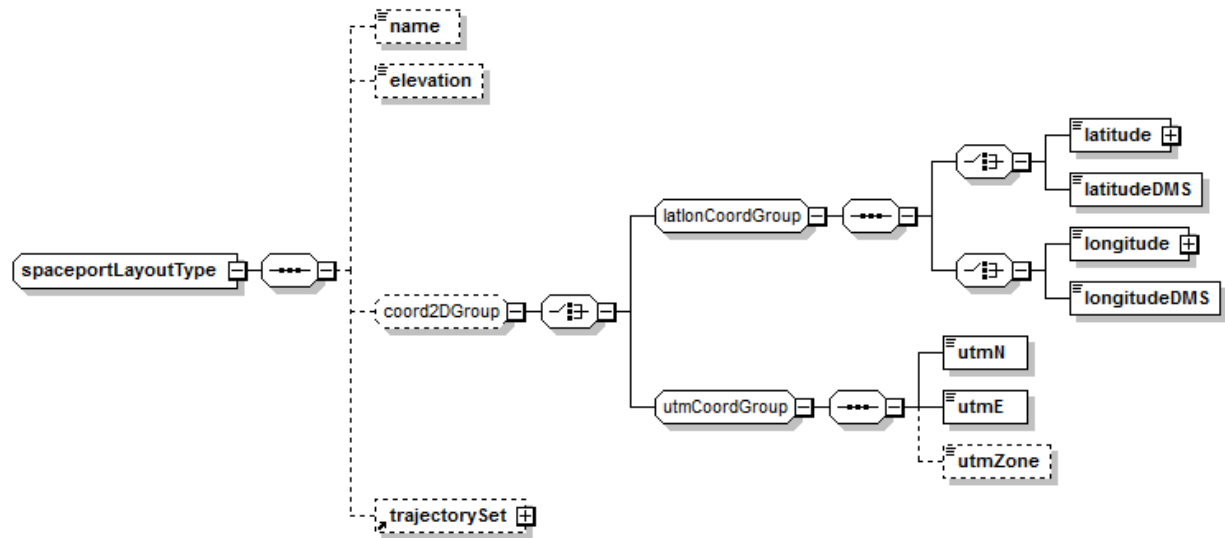 name
elevation
latitude
latitudeDMS
latlonCoordGroup
longitude
spaceportLayoutType
longitudeDMS
coord2DGroup
utmN
utmCoordGroup
utmE
utmZone
trajectorySet